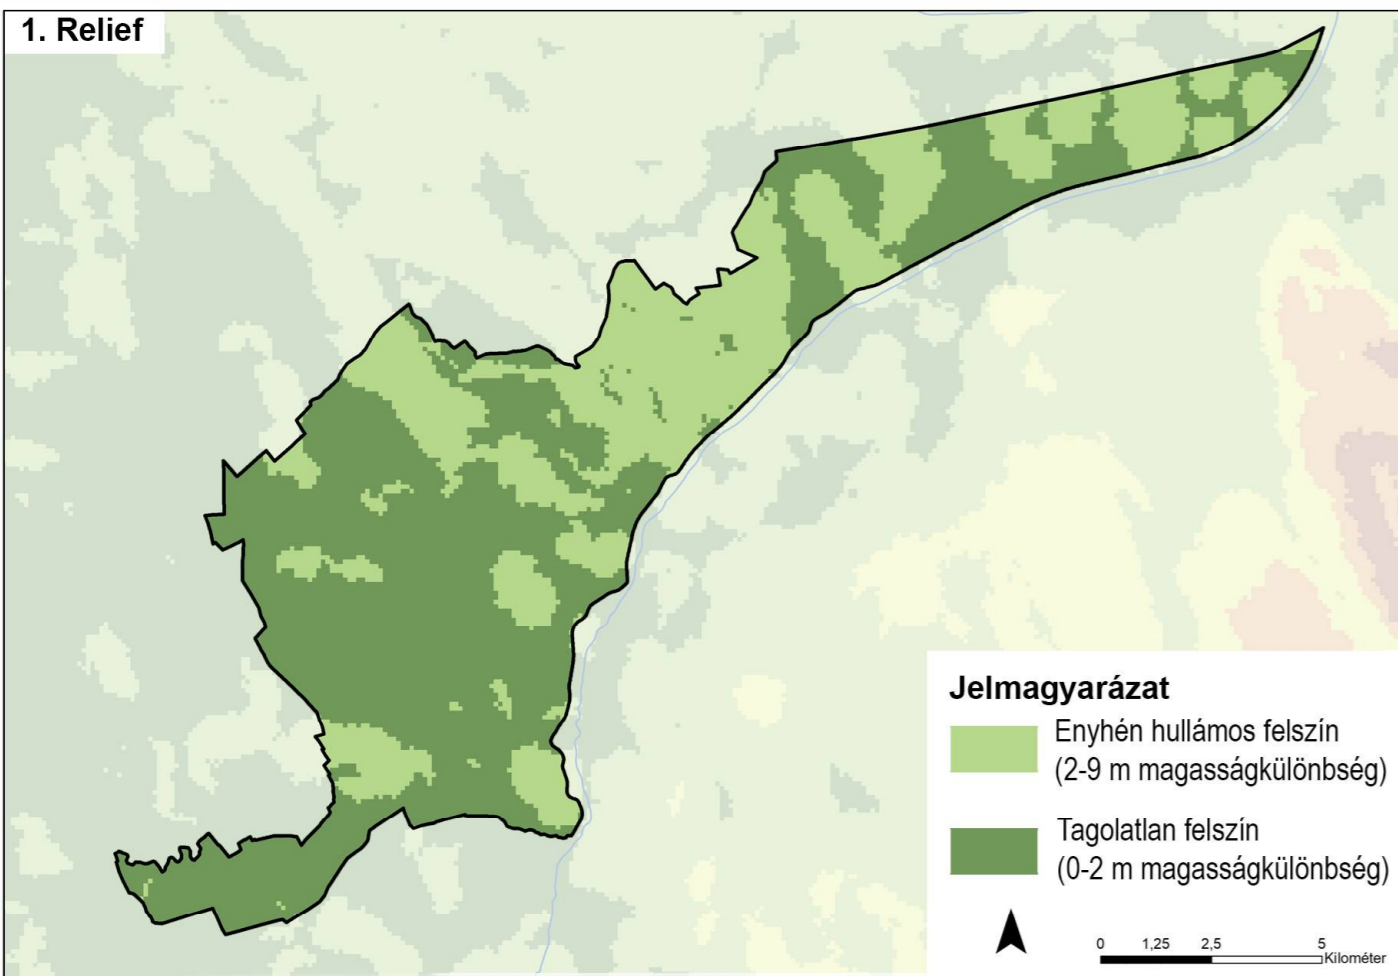 1. Relief
Jelmagyarázat
Enyhén hullámos felszín
(2-9 m magasságkülönbség)
Tagolatlan felszín
(0-2 m magasságkülönbség)
0 1,25 2,5 5
Kilométer